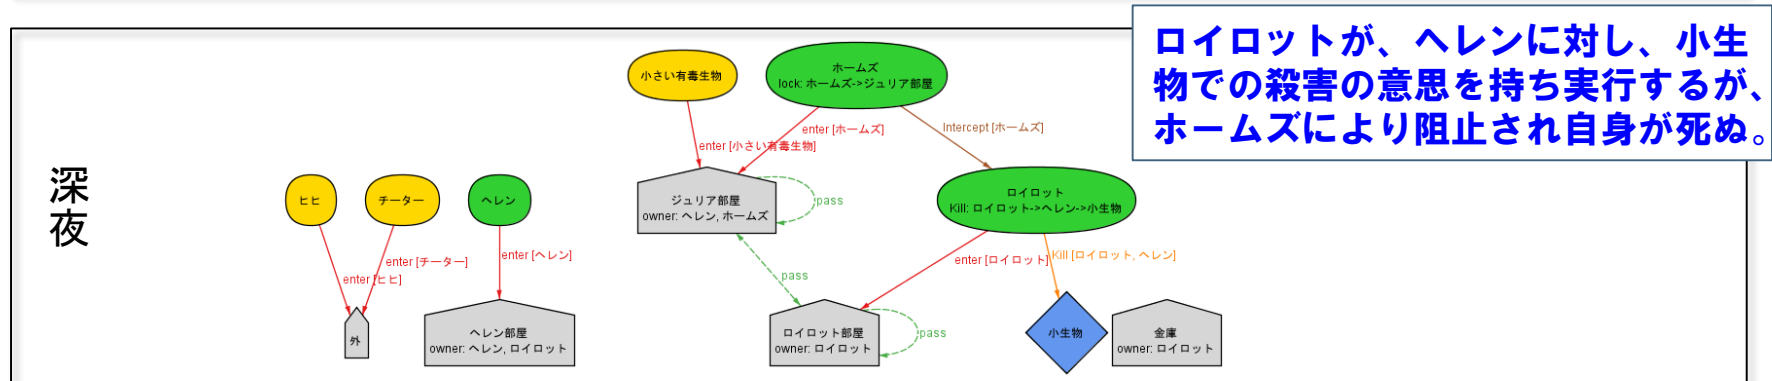 ロイロットが、ヘレンに対し、小生
物での殺害の意思を持ち実行するが、
ホームズにより阻止され自身が死ぬ。
深夜
小さい有毒生物
ホームズ
lock: ホームズ->ジュリア部屋
enter [ホームズ]
Intercept [ホームズ]
enter [小さい有毒生物]
ヒヒ
チーター
ヘレン
ジュリア部屋
owner: ヘレン, ホームズ
pass
ロイロット
Kill: ロイロット->ヘレン->小生物
enter [チーター]
enter [ヘレン]
enter [ヒヒ]
pass
enter [ロイロット]
Kill [ロイロット, ヘレン]
外
ヘレン部屋
owner: ヘレン, ロイロット
ロイロット部屋
owner: ロイロット
pass
小生物
金庫
owner: ロイロット